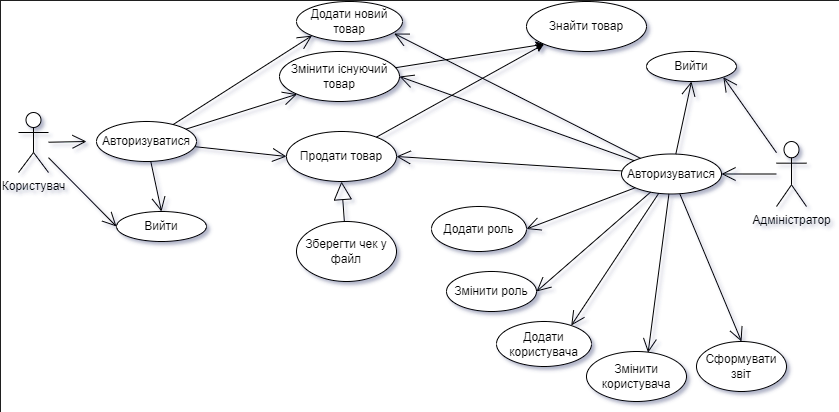 Додати новий
товар
Знайти товар
Змінити існуючий
товар
Вийти
Авторизуватися
Продати товар
Авторизуватися
Користувач
Адміністратор
Вийти
Додати роль
Зберегти чек у
файл
Змінити роль
Додати
користувача
Змінити
користувача
Сформувати
звіт